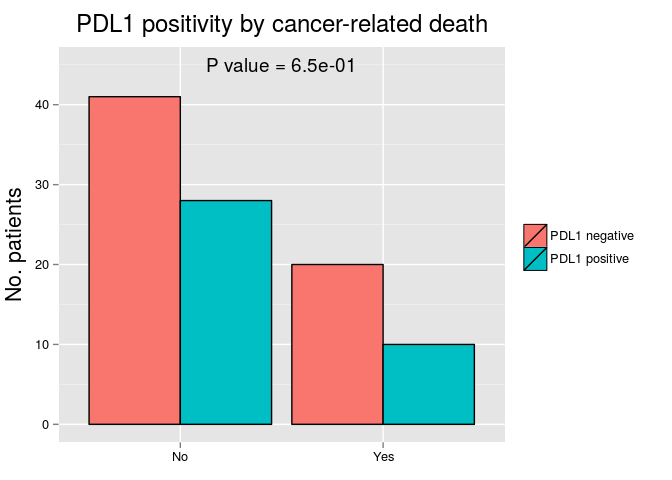 PDL1 positivity by cancer-related death
P value = 6.5e-01
No. patients
40
30
20
10
0
No
Yes
PDL1 negative
PDL1 positive